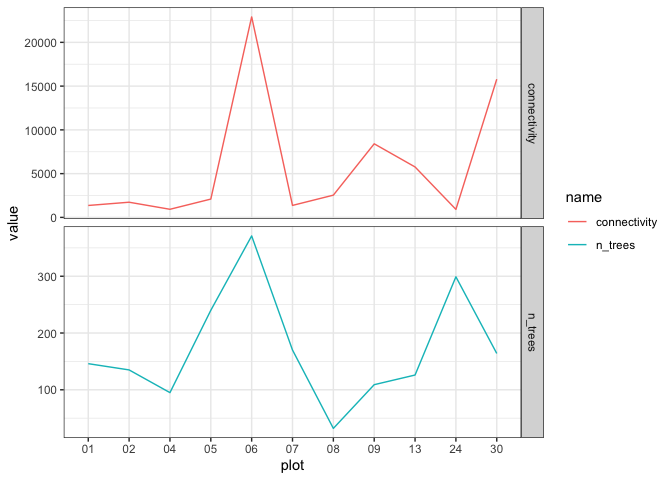 value
20000
15000
10000
5000
0
connectivity
300
200
100
n_trees
01 02 04 05 06 07 08 09 13 24 30
plot
name
connectivity
n_trees